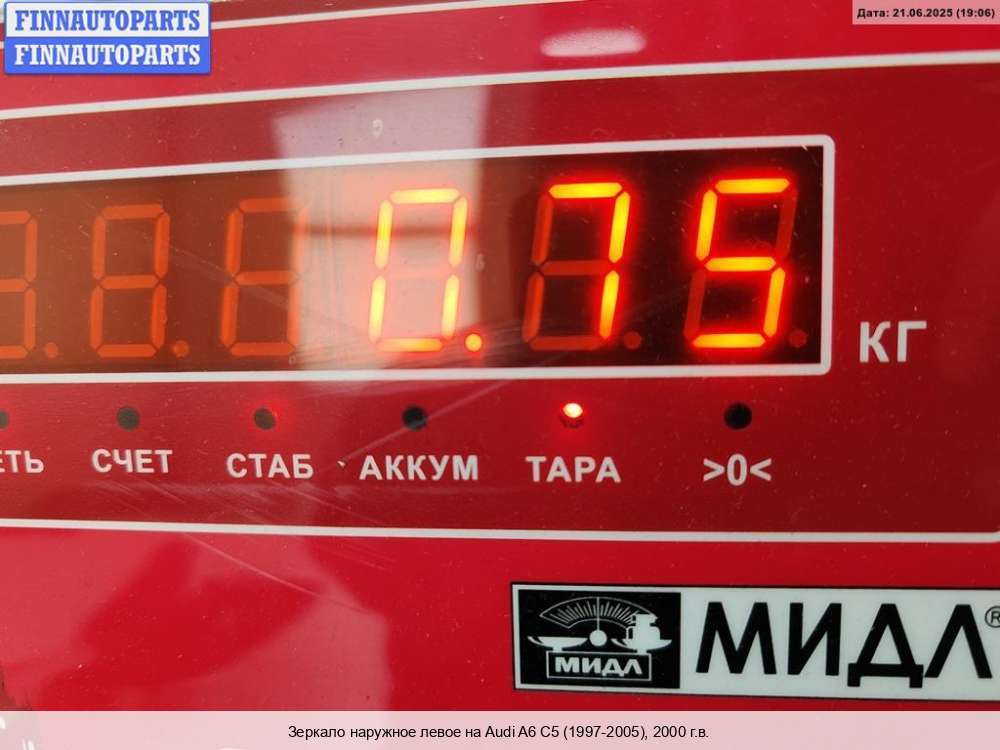 FINNAUTOPARTS
FINNAUTOPARTS
Дата: 21.06.2025 (19:06)
0.75
КГ
СЧЕТ СТАБ АККУМ ТАРА >0<
МИДЛ МИДЛ®
Зеркало наружное левое на Audi A6 C5 (1997-2005), 2000 г.в.